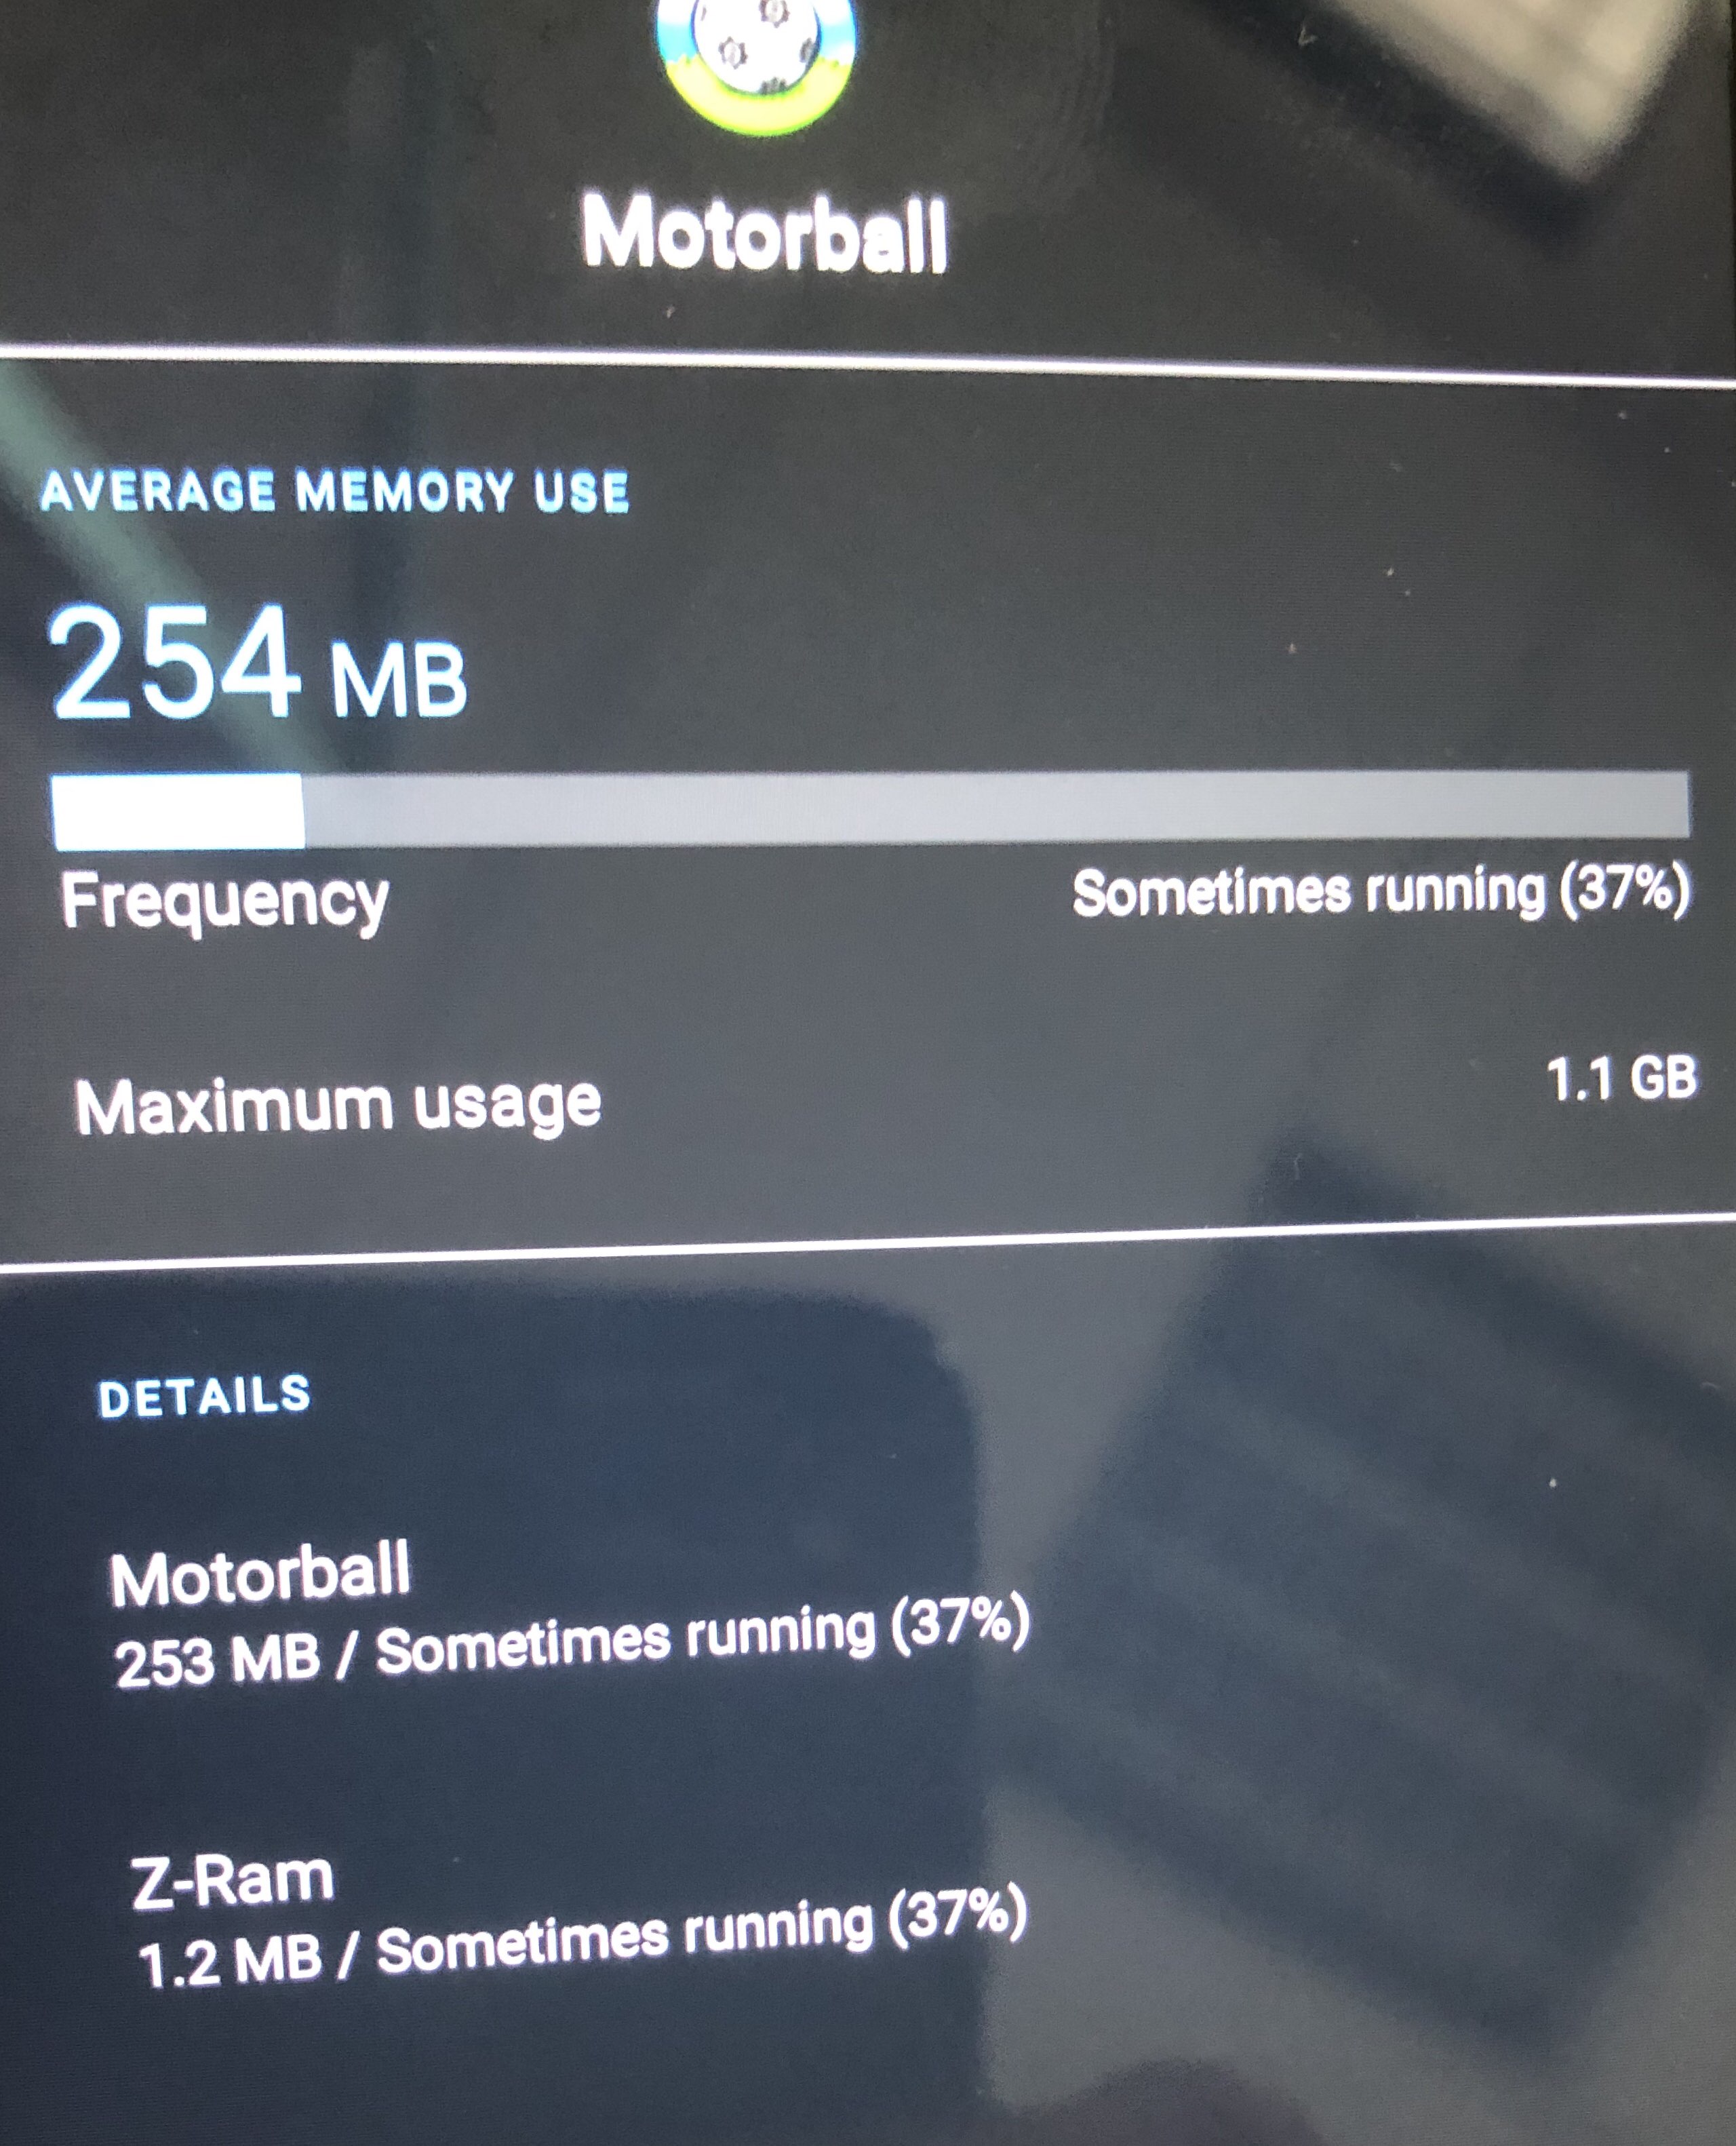 Motorball
AVERAGE MEMORY USE
254 MB
Frequency Sometimes running (37%)
Maximum usage 1.1 GB
DETAILS
Motorball
253 MB / Sometimes running (37%)
Z-Ram
1.2 MB / Sometimes running (37%)